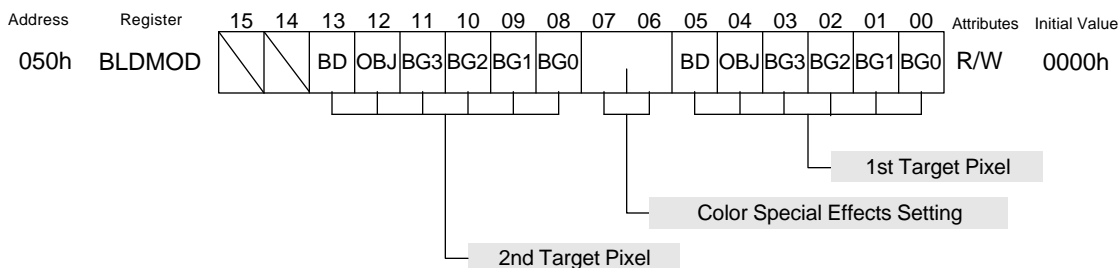 Address Register 15 14 13 12 11 10 09 08 07 06 05 04 03 02 01 00 Attributes Initial Value
050h BLDMOD BD OBJ BG3 BG2 BG1 BG0 BD OBJ BG3 BG2 BG1 BG0 R/W 0000h
1st Target Pixel
Color Special Effects Setting
2nd Target Pixel